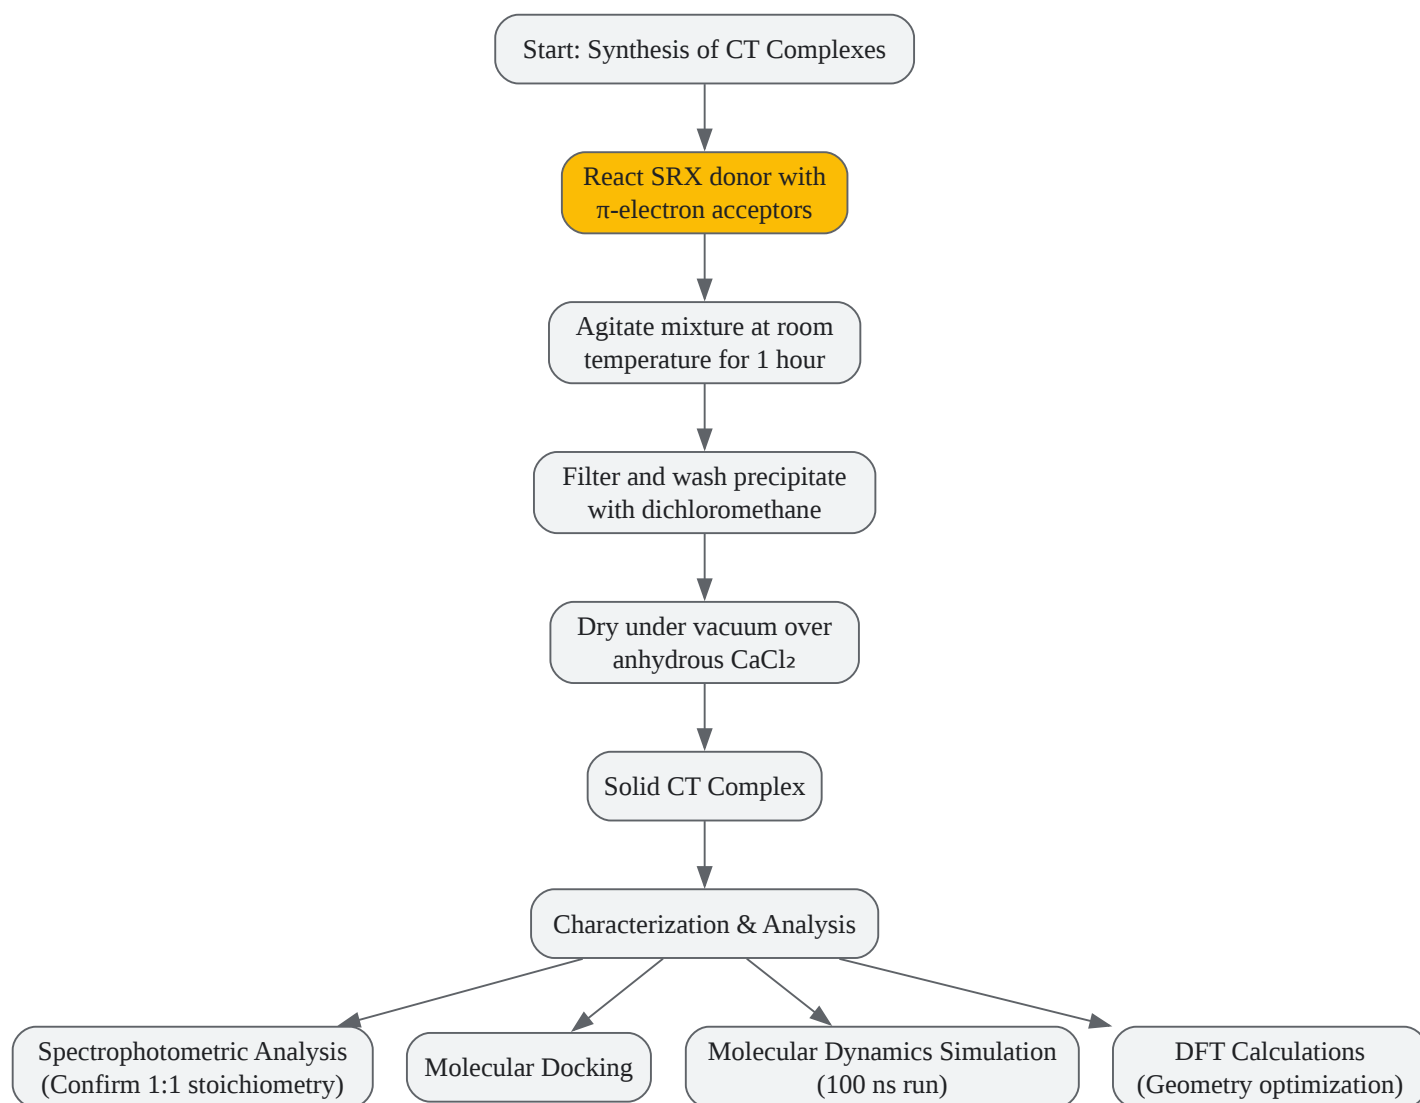 Start: Synthesis of CT Complexes
React SRX donor with
π-electron acceptors
Agitate mixture at room
temperature for 1 hour
Filter and wash precipitate
with dichloromethane
Dry under vacuum over
anhydrous CaCl₂
Solid CT Complex
Characterization & Analysis
Spectrophotometric Analysis
(Confirm 1:1 stoichiometry)
Molecular Docking
Molecular Dynamics Simulation
(100 ns run)
DFT Calculations
(Geometry optimization)